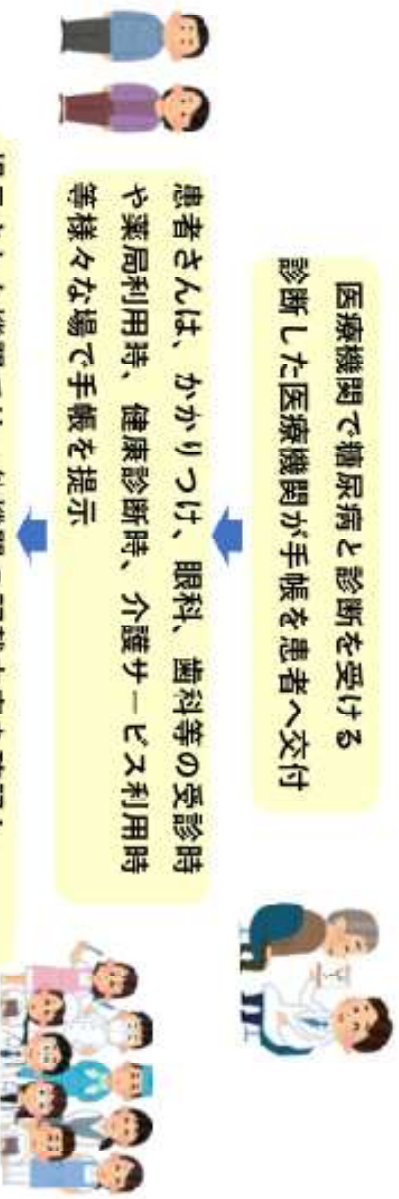 医療機関で糖尿病と診断を受ける
診断した医療機関が手帳を患者へ交付
患者さんは、かかりつけ、眼科、歯科等の受診時
や薬局利用時、健康診断時、介護サービス利用時
等様々な場で手帳を提示